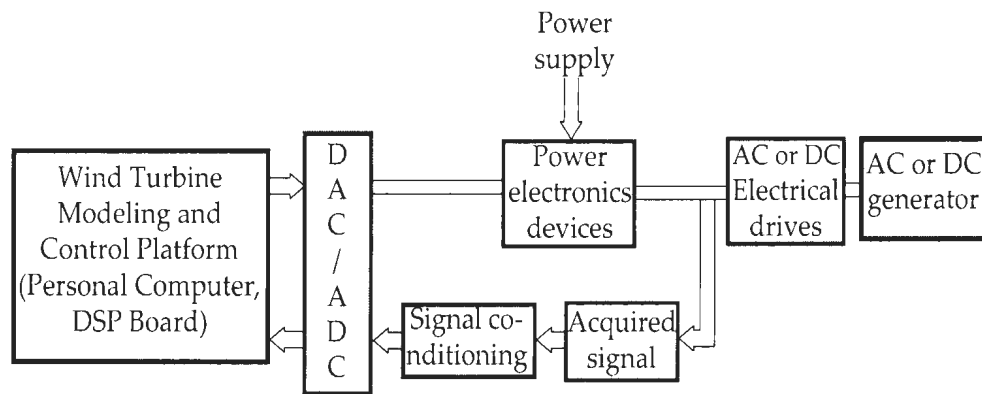 Power
supply
Wind Turbine
Modeling and
Control Platform
(Personal Computer,
DSP Board)
D
A
C
/
A
D
C
Power
electronics
devices
AC or DC
Electrical
drives
AC or DC
generator
Signal co-
nditioning
Acquired
signal